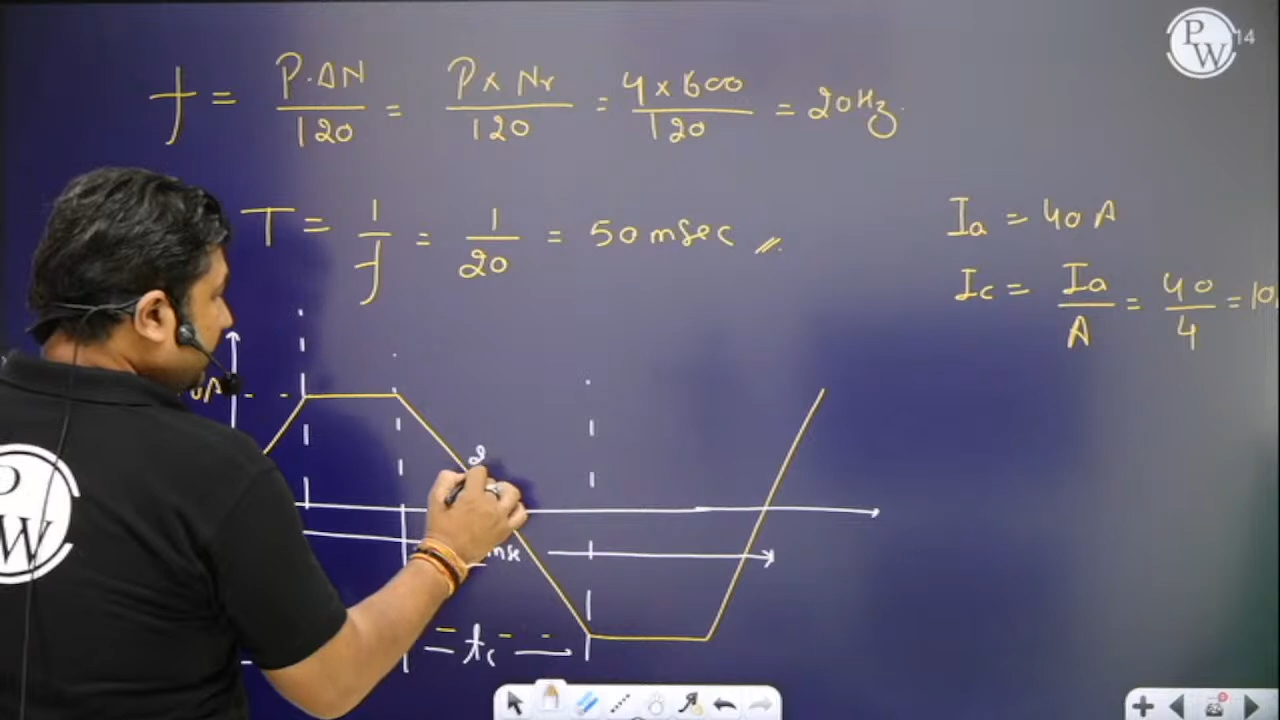 P W 14
f = P.ΔN / 120 = P x Nr / 120 = 4 x 600 / 120 = 20 Hz.
T = 1 / f = 1 / 20 = 50 msec
Ia = 40 A
Ic = Ia / A = 40 / 4 = 10
tc
P W